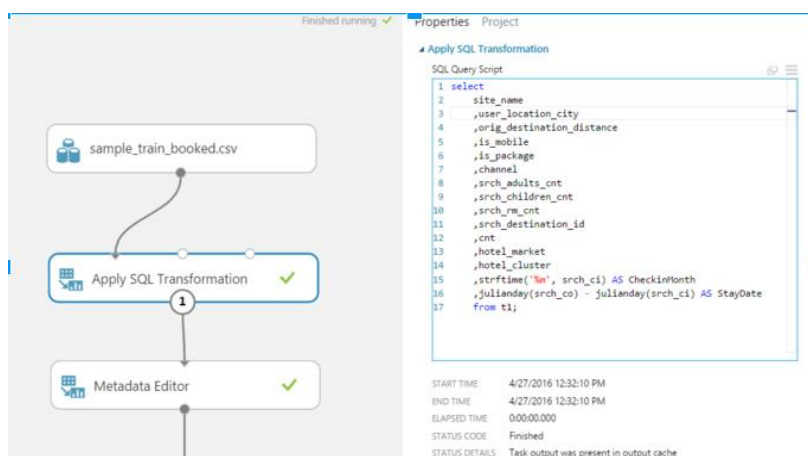 Finished running ✓
Properties Project
Apply SQL Transformation
SQL Query Script
1 select
2 site_name
3 ,user_location_city
4 ,orig_destination_distance
5 ,is_mobile
6 ,is_package
7 ,channel
8 ,srch_adults_cnt
9 ,srch_children_cnt
10 ,srch_rm_cnt
11 ,srch_destination_id
12 ,cnt
13 ,hotel_market
14 ,hotel_cluster
15 ,strftime('%m', srch_ci) AS CheckinMonth
16 ,julianday(srch_co) - julianday(srch_ci) AS StayDate
17 from t1;
sample_train_booked.csv
Apply SQL Transformation
1
Metadata Editor
START TIME 4/27/2016 12:32:10 PM
END TIME 4/27/2016 12:32:10 PM
ELAPSED TIME 0:00:00.000
STATUS CODE Finished
STATUS DETAILS Task output was present in output cache